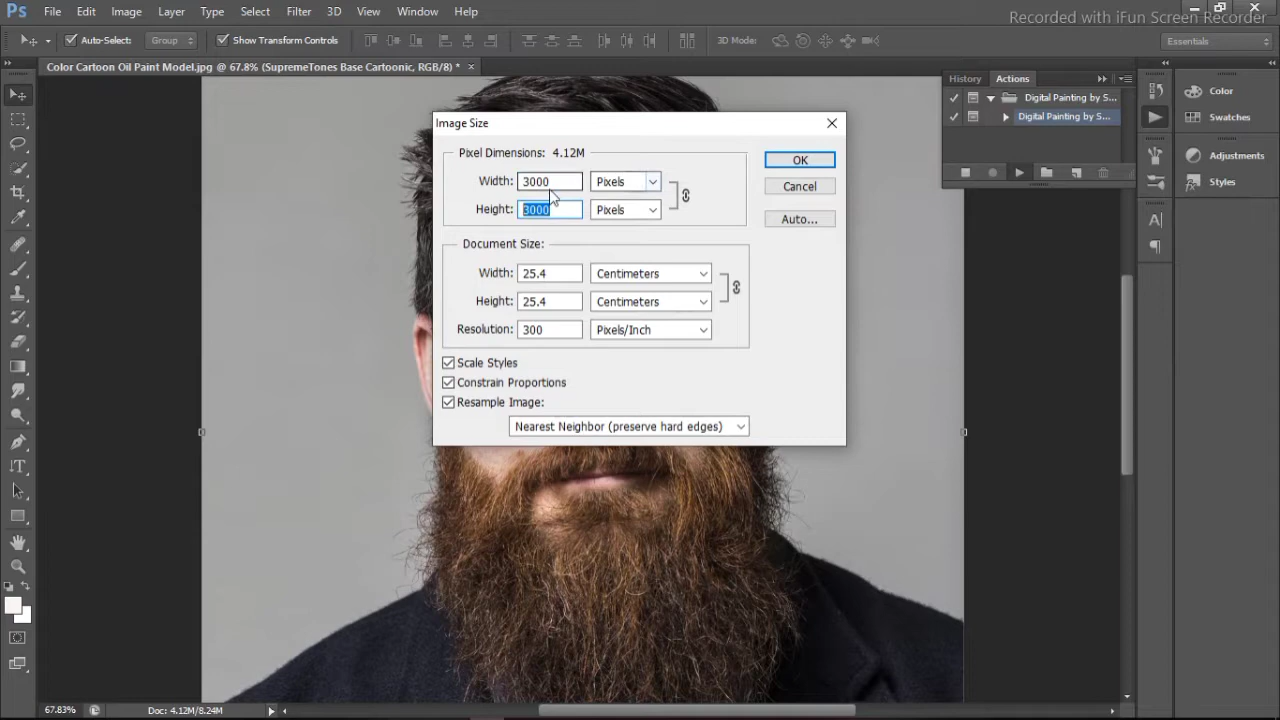 Ps File Edit Image Layer Type Select Filter 3D View Window Help
Recorded with iFun Screen Recorder
Auto-Select: Group Show Transform Controls 3D Mode: Essentials
Color Cartoon Oil Paint Model.jpg @ 67.8% (SupremeTones Base Cartoonic, RGB/8) * ×
History Actions
Digital Painting by S...
Digital Painting by S...
Color
Swatches
Adjustments
Styles
Image Size
Pixel Dimensions: 4.12M
Width: 3000 Pixels
Height: 3000 Pixels
OK
Cancel
Auto...
Document Size:
Width: 25.4 Centimeters
Height: 25.4 Centimeters
Resolution: 300 Pixels/Inch
Scale Styles
Constrain Proportions
Resample Image:
Nearest Neighbor (preserve hard edges)
67.83% Doc: 4.12M/8.24M